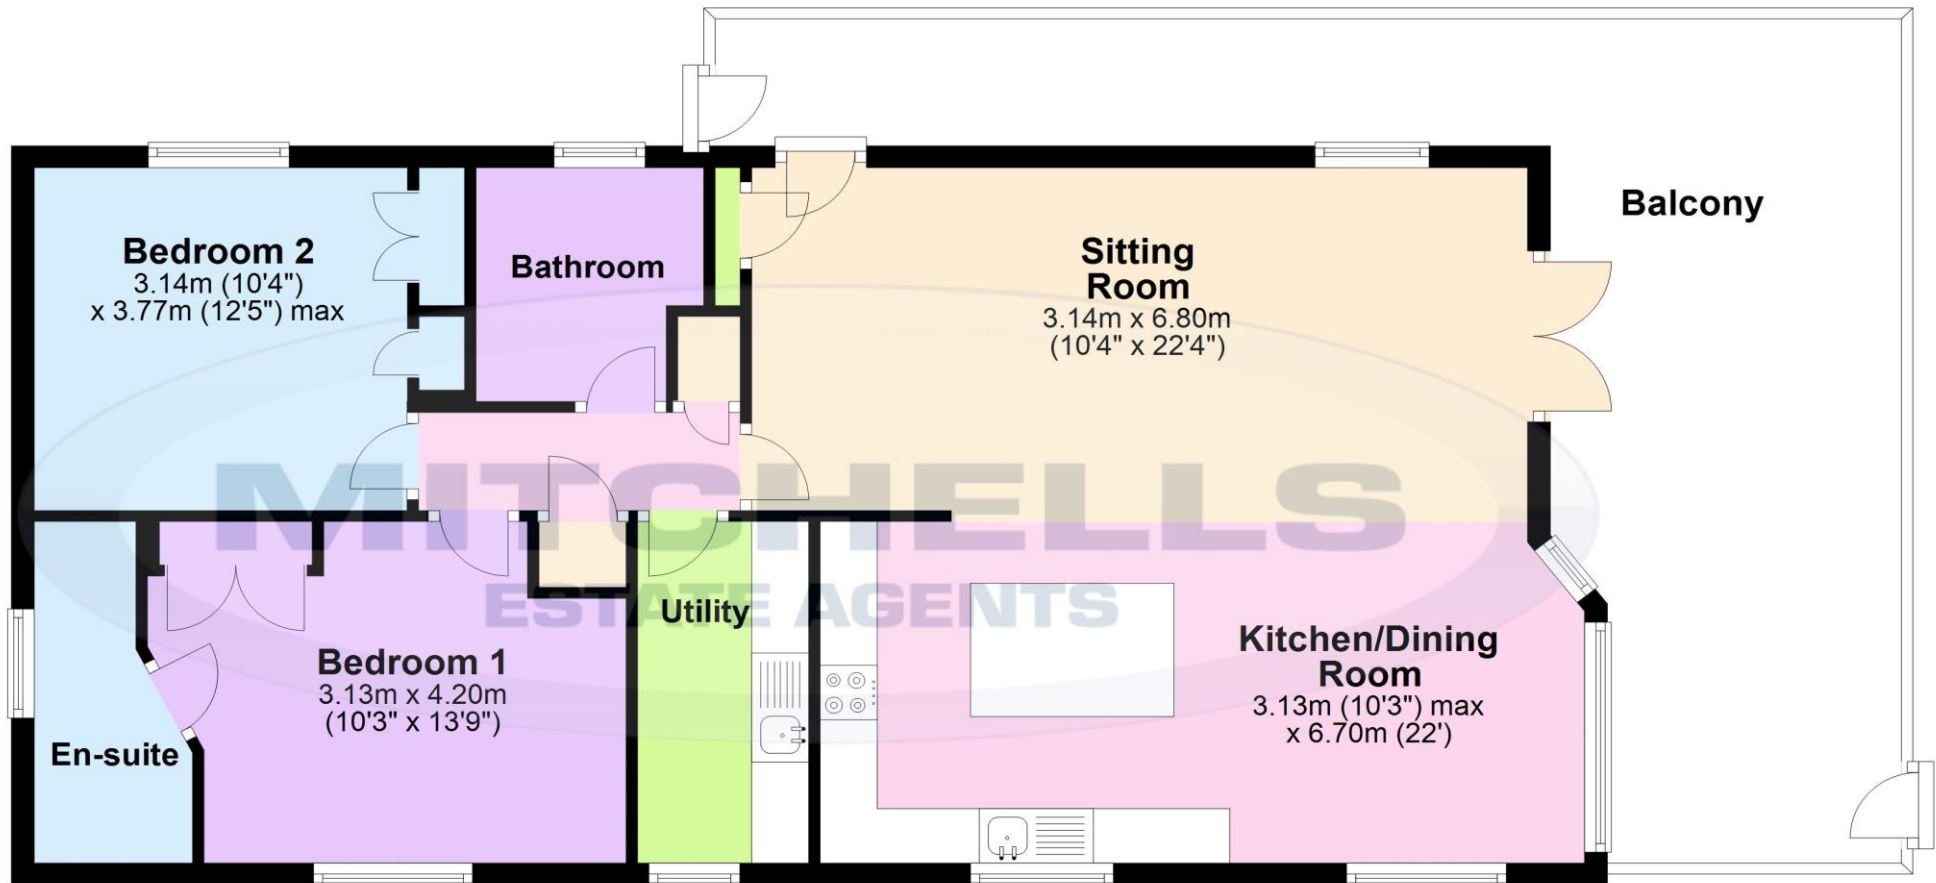 Balcony
Bedroom 2
3.14m (10'4")
x 3.77m (12'5") max
Bathroom
Sitting
Room
3.14m x 6.80m
(10'4" x 22'4")
MITCHELLS
ESTATE AGENTS
Utility
Bedroom 1
3.13m x 4.20m
(10'3" x 13'9")
Kitchen/Dining
Room
3.13m (10'3") max
x 6.70m (22')
En-suite